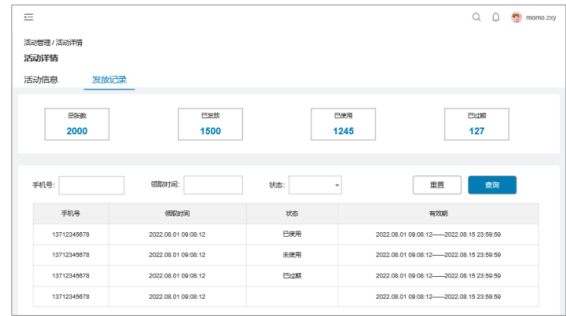 momo.zxy
活动管理 / 活动详情
活动详情
活动信息 发放记录
总张数 已发放 已使用 已过期
2000 1500 1245 127
手机号: 领取时间: 状态: 重置 查询
手机号 领取时间 状态 有效期
13712345678 2022.08.01 09:08:12 已使用 2022.08.01 09:08:12——2022.08.15 23:59:59
13712345678 2022.08.01 09:08:12 未使用 2022.08.01 09:08:12——2022.08.15 23:59:59
13712345678 2022.08.01 09:08:12 已过期 2022.08.01 09:08:12——2022.08.15 23:59:59
13712345678 2022.08.01 09:08:12 2022.08.01 09:08:12——2022.08.15 23:59:59